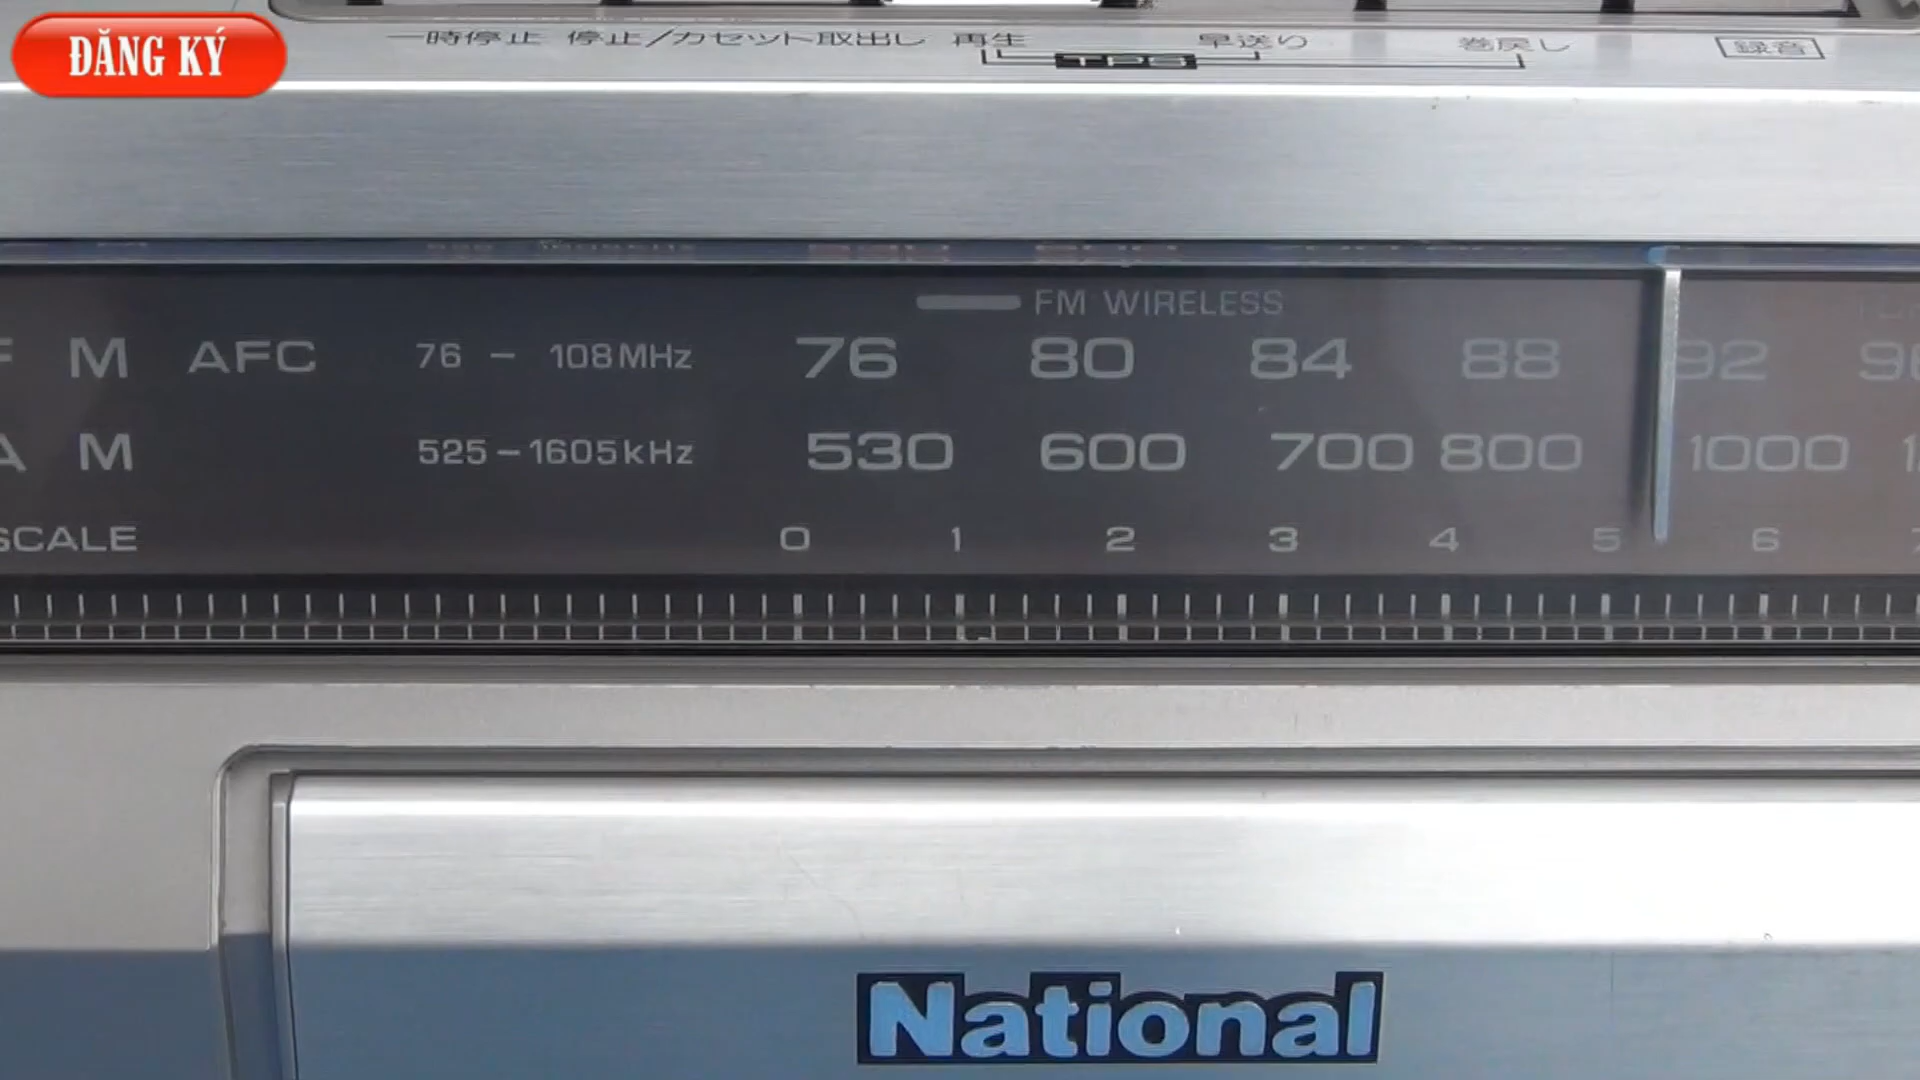 ĐĂNG KÝ
一時停止 停止/カセット取出し 再生 早送り 巻戻し 録音
TPS
FM WIRELESS
F M AFC 76 - 108MHz 76 80 84 88 92
A M 525-1605kHz 530 600 700 800 1000
SCALE 0 1 2 3 4 5 6
National